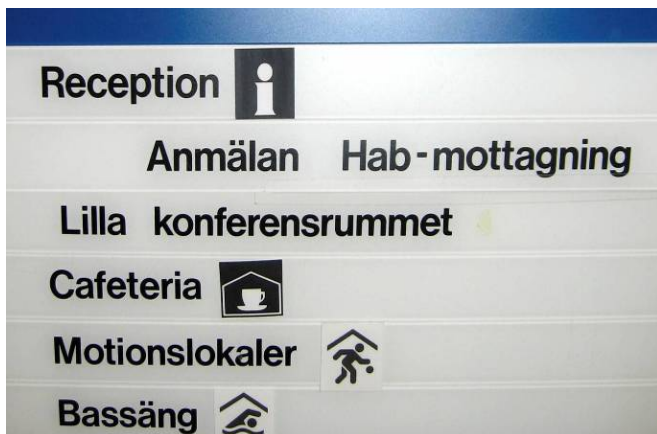 Reception
Anmälan Hab-mottagning
Lilla konferensrummet
Cafeteria
Motionslokaler
Bassäng